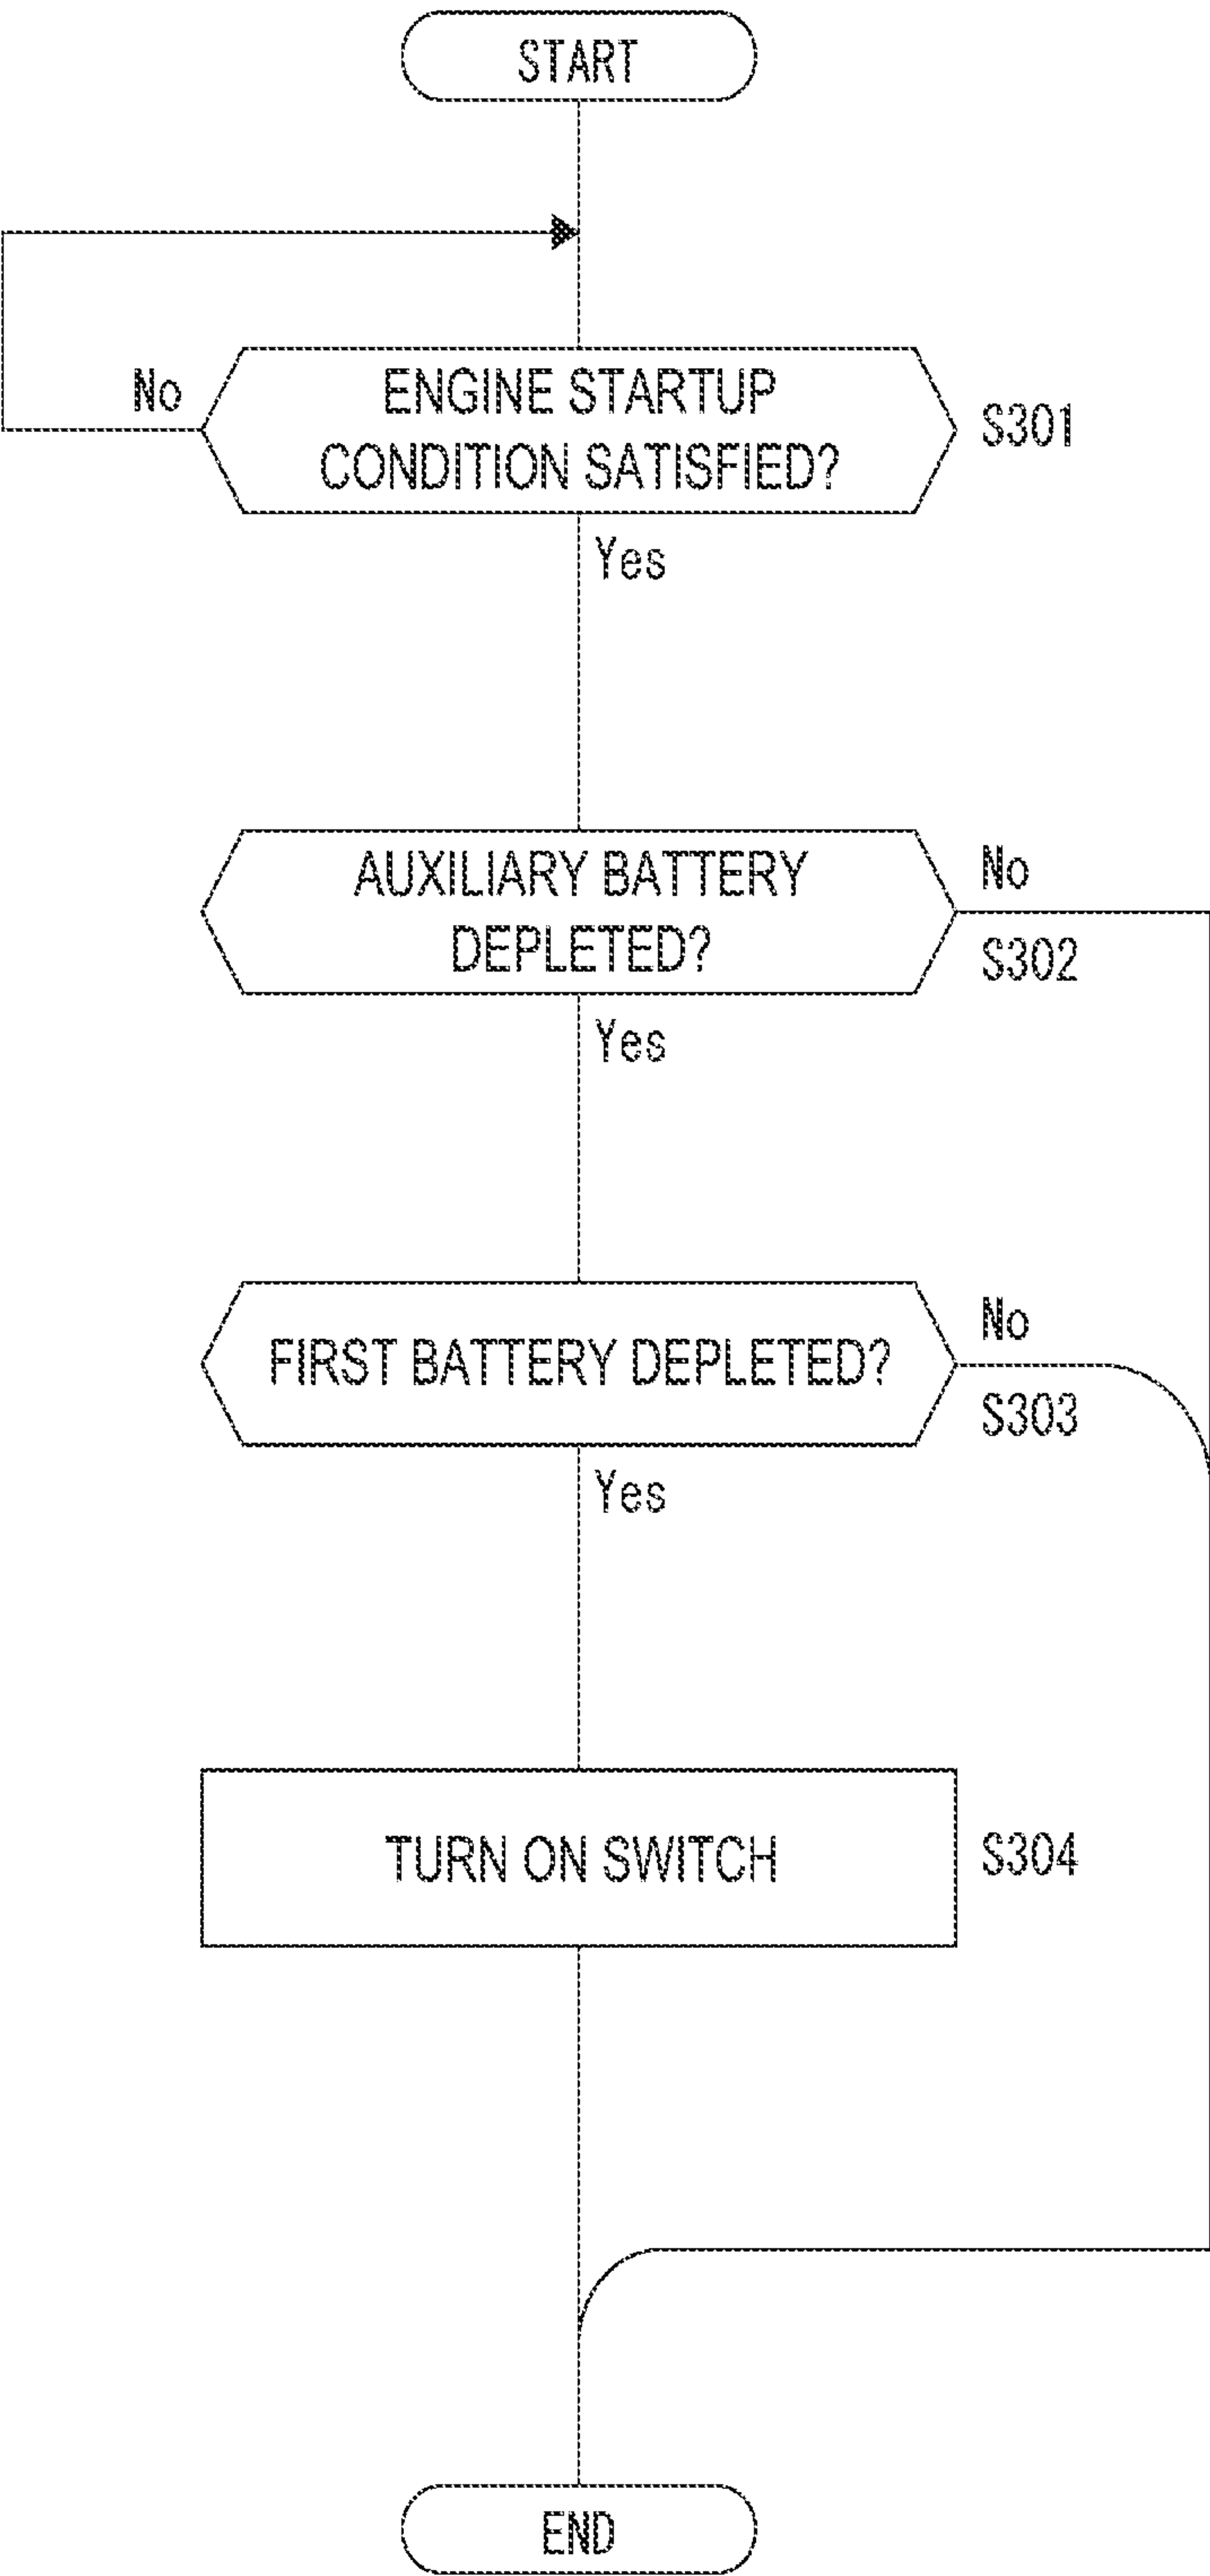 START
No
ENGINE STARTUP
CONDITION SATISFIED?
S301
Yes
AUXILIARY BATTERY
DEPLETED?
No
S302
Yes
FIRST BATTERY DEPLETED?
No
S303
Yes
TURN ON SWITCH
S304
END